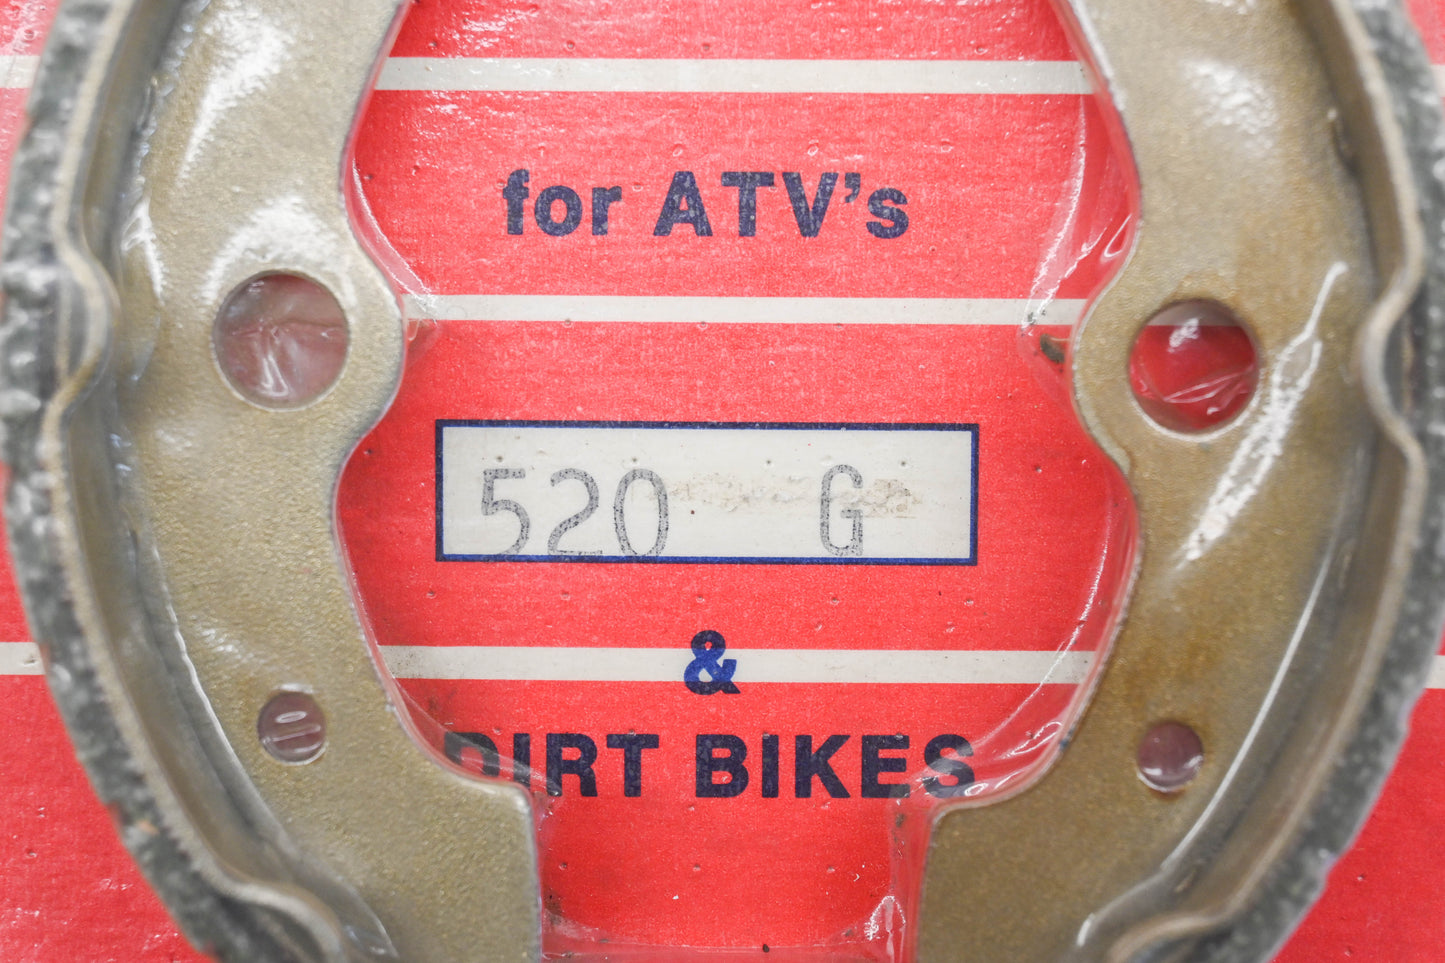 for ATV's
520 G
&
DIRT BIKES